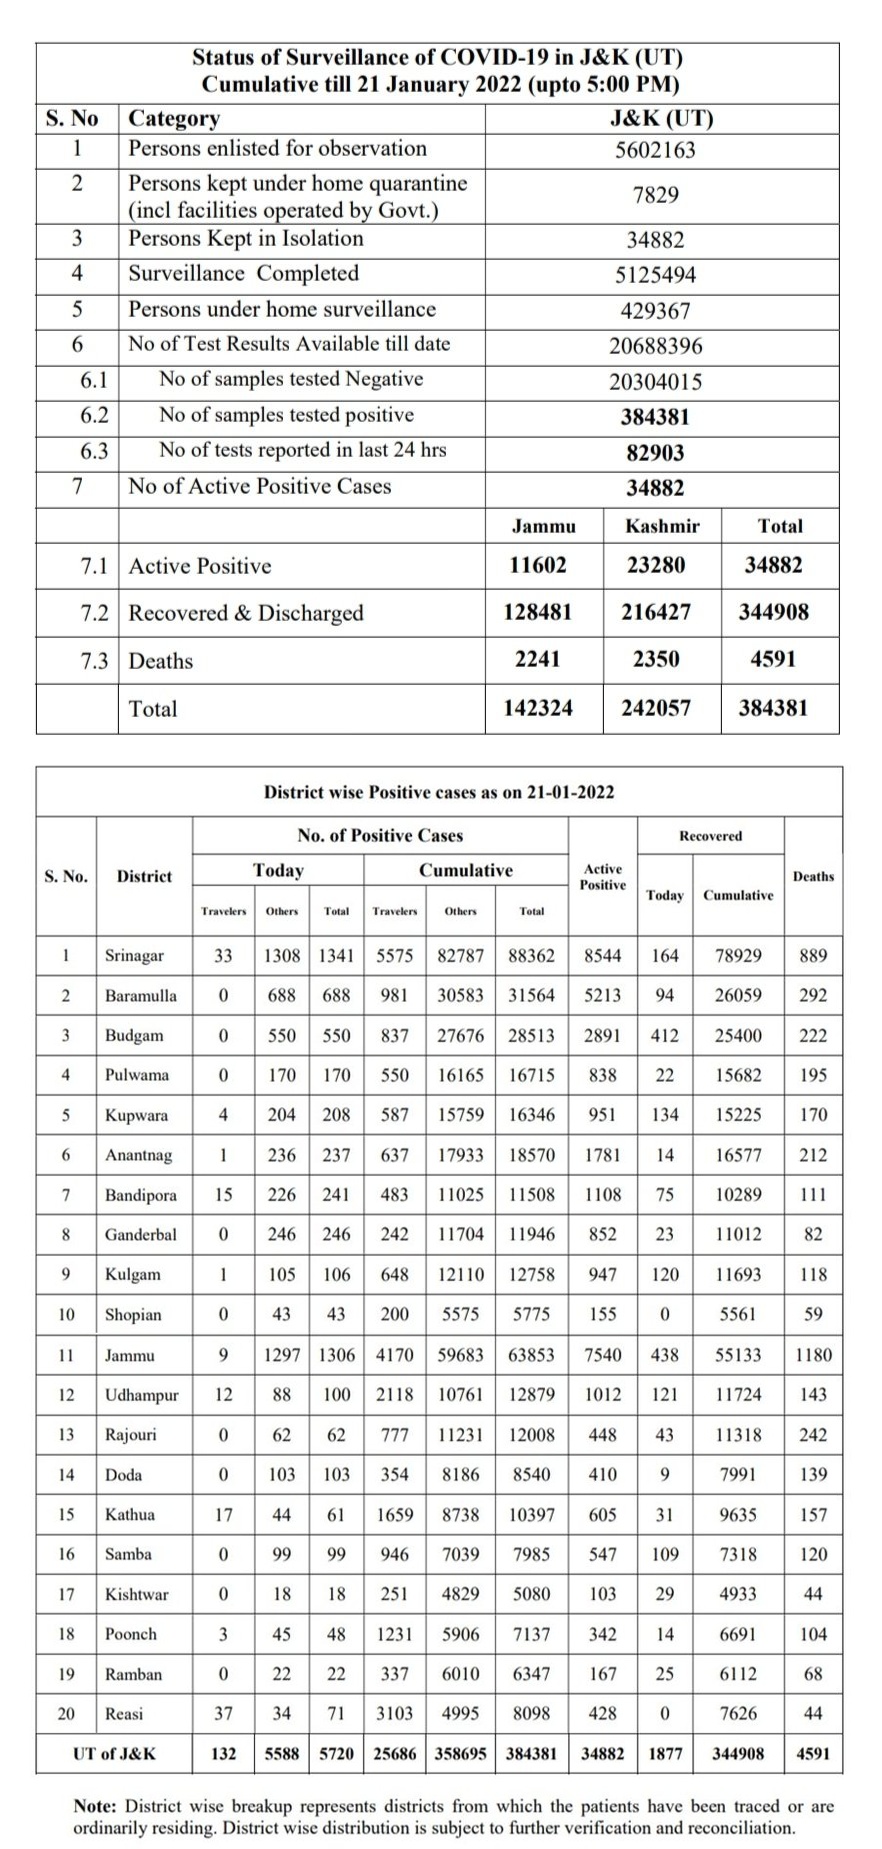 Status of Surveillance of COVID-19 in J&K (UT)
Cumulative till 21 January 2022 (upto 5:00 PM)
S. No Category J&K (UT)
1 Persons enlisted for observation 5602163
2 Persons kept under home quarantine (incl facilities operated by Govt.) 7829
3 Persons Kept in Isolation 34882
4 Surveillance Completed 5125494
5 Persons under home surveillance 429367
6 No of Test Results Available till date 20688396
6.1 No of samples tested Negative 20304015
6.2 No of samples tested positive 384381
6.3 No of tests reported in last 24 hrs 82903
7 No of Active Positive Cases 34882
Jammu Kashmir Total
7.1 Active Positive 11602 23280 34882
7.2 Recovered & Discharged 128481 216427 344908
7.3 Deaths 2241 2350 4591
Total 142324 242057 384381
District wise Positive cases as on 21-01-2022
S. No. District No. of Positive Cases Active Positive Recovered Deaths
Today Cumulative Today Cumulative
Travelers Others Total Travelers Others Total
1 Srinagar 33 1308 1341 5575 82787 88362 8544 164 78929 889
2 Baramulla 0 688 688 981 30583 31564 5213 94 26059 292
3 Budgam 0 550 550 837 27676 28513 2891 412 25400 222
4 Pulwama 0 170 170 550 16165 16715 838 22 15682 195
5 Kupwara 4 204 208 587 15759 16346 951 134 15225 170
6 Anantnag 1 236 237 637 17933 18570 1781 14 16577 212
7 Bandipora 15 226 241 483 11025 11508 1108 75 10289 111
8 Ganderbal 0 246 246 242 11704 11946 852 23 11012 82
9 Kulgam 1 105 106 648 12110 12758 947 120 11693 118
10 Shopian 0 43 43 200 5575 5775 155 0 5561 59
11 Jammu 9 1297 1306 4170 59683 63853 7540 438 55133 1180
12 Udhampur 12 88 100 2118 10761 12879 1012 121 11724 143
13 Rajouri 0 62 62 777 11231 12008 448 43 11318 242
14 Doda 0 103 103 354 8186 8540 410 9 7991 139
15 Kathua 17 44 61 1659 8738 10397 605 31 9635 157
16 Samba 0 99 99 946 7039 7985 547 109 7318 120
17 Kishtwar 0 18 18 251 4829 5080 103 29 4933 44
18 Poonch 3 45 48 1231 5906 7137 342 14 6691 104
19 Ramban 0 22 22 337 6010 6347 167 25 6112 68
20 Reasi 37 34 71 3103 4995 8098 428 0 7626 44
UT of J&K 132 5588 5720 25686 358695 384381 34882 1877 344908 4591
Note: District wise breakup represents districts from which the patients have been traced or are
ordinarily residing. District wise distribution is subject to further verification and reconciliation.